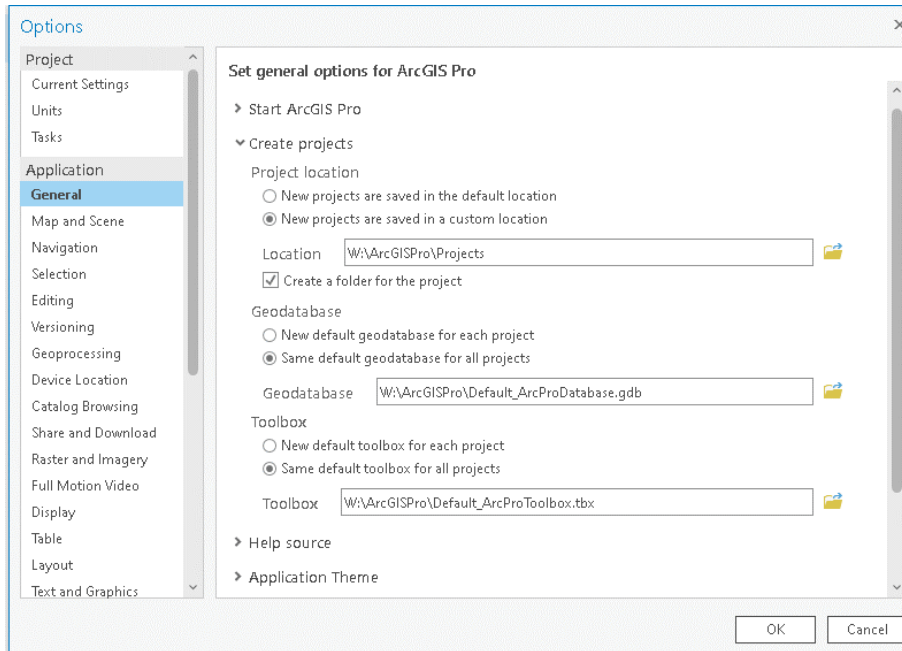 Options
Project
Current Settings
Units
Tasks
Application
General
Map and Scene
Navigation
Selection
Editing
Versioning
Geoprocessing
Device Location
Catalog Browsing
Share and Download
Raster and Imagery
Full Motion Video
Display
Table
Layout
Text and Graphics
Set general options for ArcGIS Pro
Start ArcGIS Pro
Create projects
Project location
New projects are saved in the default location
New projects are saved in a custom location
Location W:\ArcGISPro\Projects
Create a folder for the project
Geodatabase
New default geodatabase for each project
Same default geodatabase for all projects
Geodatabase W:\ArcGISPro\Default_ArcProDatabase.gdb
Toolbox
New default toolbox for each project
Same default toolbox for all projects
Toolbox W:\ArcGISPro\Default_ArcProToolbox.tbx
Help source
Application Theme
OK Cancel